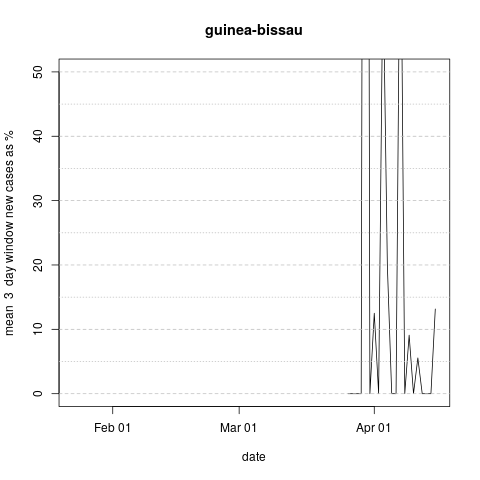 guinea-bissau
mean  3  day window new cases as %
50
40
30
20
10
0
Feb 01
Mar 01
Apr 01
date